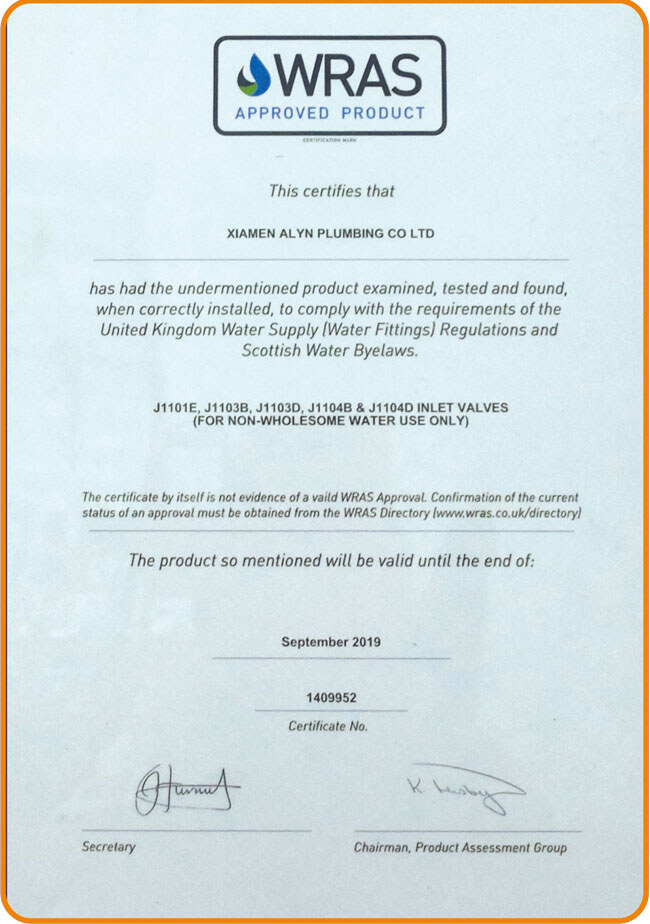 WRAS
APPROVED PRODUCT
CERTIFICATION MARK
This certifies that
XIAMEN ALYN PLUMBING CO LTD
has had the undermentioned product examined, tested and found,
when correctly installed, to comply with the requirements of the
United Kingdom Water Supply (Water Fittings) Regulations and
Scottish Water Byelaws.
J1101E, J1103B, J1103D, J1104B & J1104D INLET VALVES
(FOR NON-WHOLESOME WATER USE ONLY)
The certificate by itself is not evidence of a vaild WRAS Approval. Confirmation of the current
status of an approval must be obtained from the WRAS Directory (www.wras.co.uk/directory)
The product so mentioned will be valid until the end of:
September 2019
1409952
Certificate No.
Secretary
Chairman, Product Assessment Group